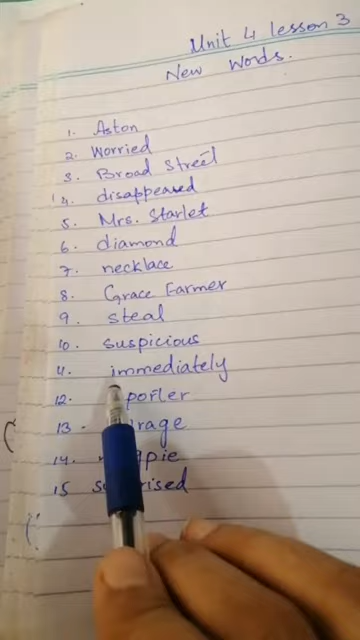 Unit 4 lesson 3
New Words.
1. Aston
2. Worried
3. Broad Street
4. disappeared
5. Mrs. Starlet
6. diamond
7. necklace
8. Grace Farmer
9. steal
10. suspicious
11. immediately
12.
13.
14.
15